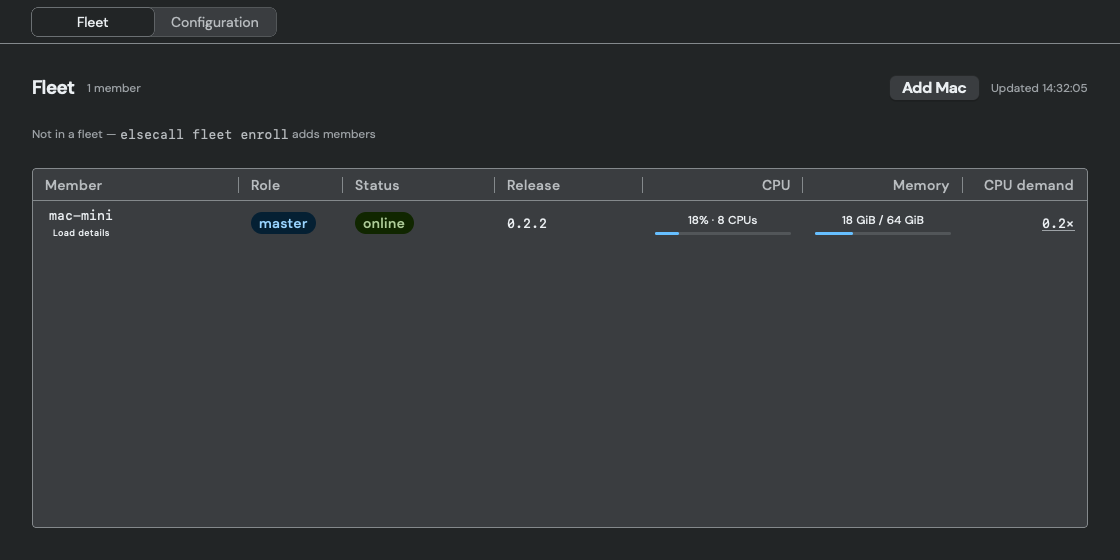 Fleet Configuration
Fleet 1 member Add Mac Updated 14:32:05
Not in a fleet — elsecall fleet enroll adds members
Member Role Status Release CPU Memory CPU demand
mac-mini master online 0.2.2 18% · 8 CPUs 18 GiB / 64 GiB 0.2×
Load details